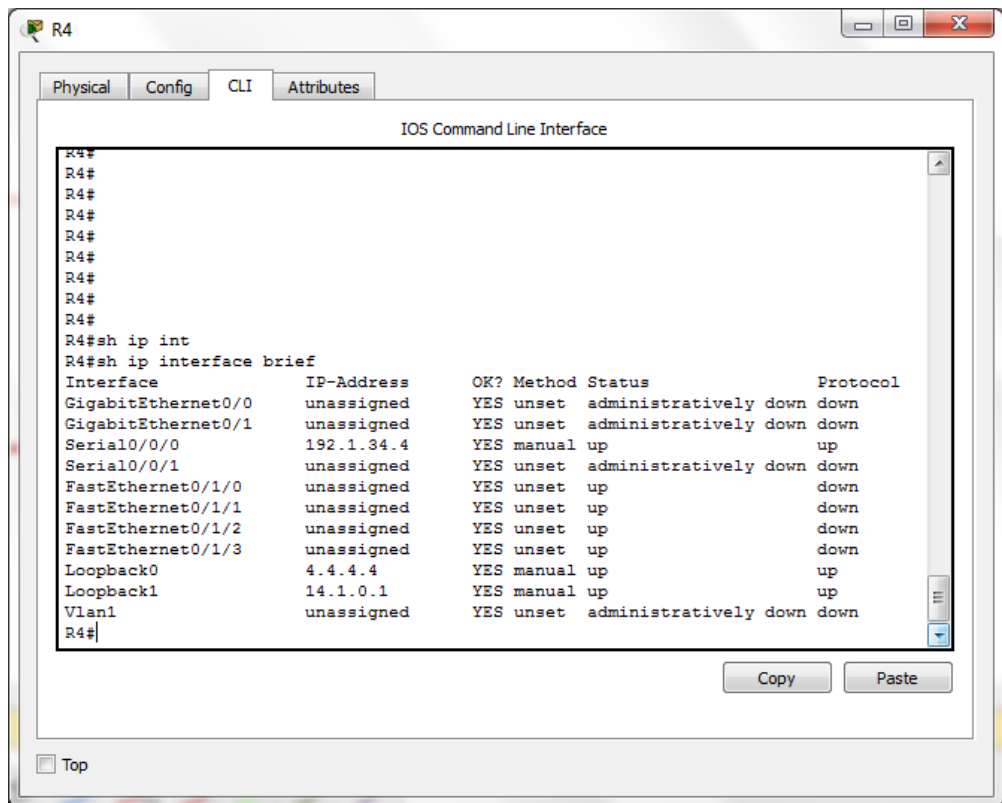 R4
Physical Config CLI Attributes
IOS Command Line Interface
R4#
R4#
R4#
R4#
R4#
R4#
R4#
R4#
R4#
R4#sh ip int
R4#sh ip interface brief
Interface IP-Address OK? Method Status Protocol
GigabitEthernet0/0 unassigned YES unset administratively down down
GigabitEthernet0/1 unassigned YES unset administratively down down
Serial0/0/0 192.1.34.4 YES manual up up
Serial0/0/1 unassigned YES unset administratively down down
FastEthernet0/1/0 unassigned YES unset up down
FastEthernet0/1/1 unassigned YES unset up down
FastEthernet0/1/2 unassigned YES unset up down
FastEthernet0/1/3 unassigned YES unset up down
Loopback0 4.4.4.4 YES manual up up
Loopback1 14.1.0.1 YES manual up up
Vlan1 unassigned YES unset administratively down down
R4#
Copy Paste
Top